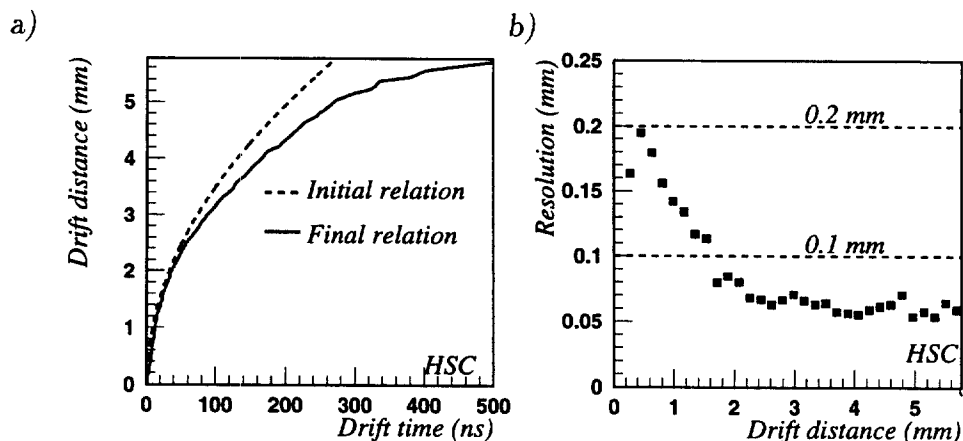 a)
Drift distance (mm)
5
4
3
2
1
0
Initial relation
Final relation
HSC
0 100 200 300 400 500
Drift time (ns)
b)
Resolution (mm)
0.25
0.2
0.15
0.1
0.05
0
0.2 mm
0.1 mm
HSC
0 1 2 3 4 5
Drift distance (mm)